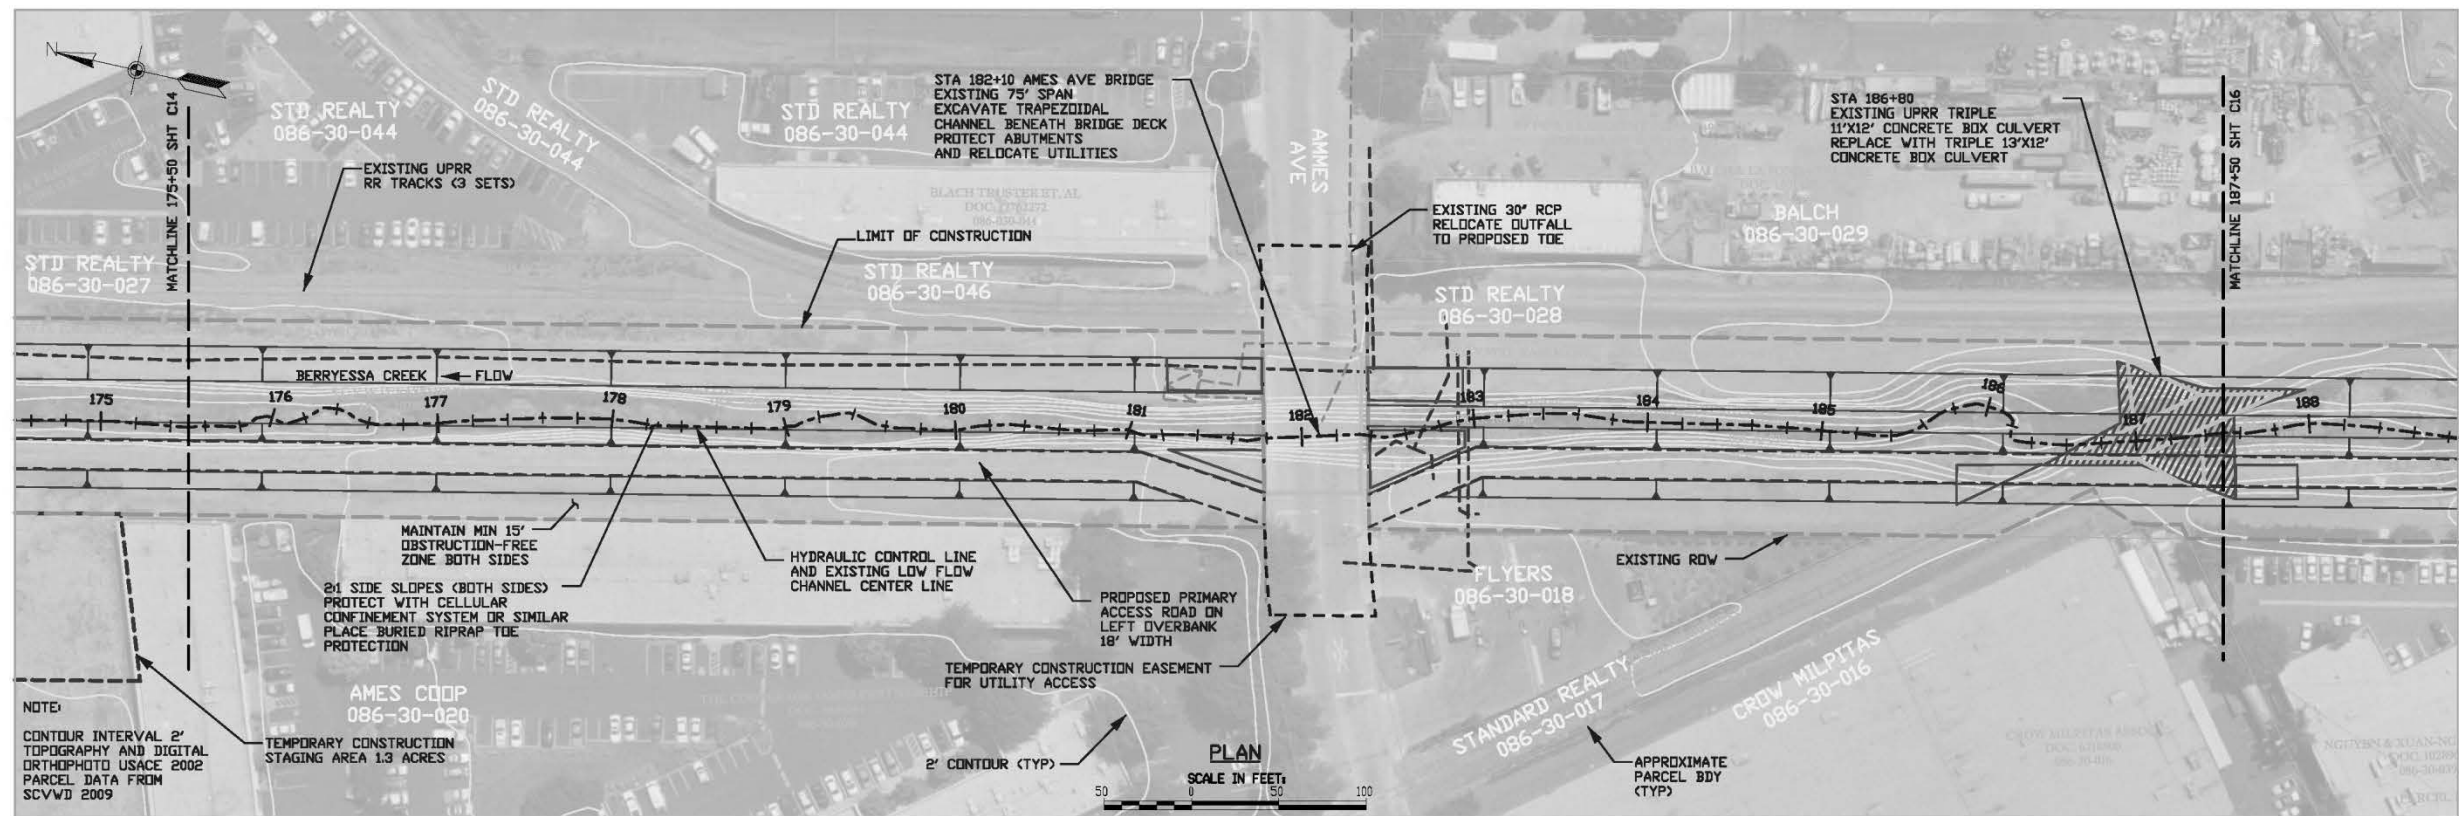 N
MATCHLINE 175+50 SHT C14
STD REALTY
086-30-044
STD REALTY
086-30-044
STD REALTY
086-30-044
STA 182+10 AMES AVE BRIDGE
EXISTING 75' SPAN
EXCAVATE TRAPEZOIDAL
CHANNEL BENEATH BRIDGE DECK
PROTECT ABUTMENTS
AND RELOCATE UTILITIES
AMMES
AVE
STA 186+80
EXISTING UPRR TRIPLE
11'X12' CONCRETE BOX CULVERT
REPLACE WITH TRIPLE 13'X12'
CONCRETE BOX CULVERT
MATCHLINE 187+50 SHT C16
EXISTING UPRR
RR TRACKS (3 SETS)
BLACH TRUSTER ET. AL
EXISTING 30" RCP
RELOCATE OUTFALL
TO PROPOSED TOE
BALCH
086-30-029
LIMIT OF CONSTRUCTION
STD REALTY
086-30-027
STD REALTY
086-30-046
STD REALTY
086-30-028
BERRYESSA CREEK
FLOW
175
176
177
178
179
180
181
182
183
184
185
186
187
188
MAINTAIN MIN 15'
OBSTRUCTION-FREE
ZONE BOTH SIDES
HYDRAULIC CONTROL LINE
AND EXISTING LOW FLOW
CHANNEL CENTER LINE
EXISTING ROW
2:1 SIDE SLOPES (BOTH SIDES)
PROTECT WITH CELLULAR
CONFINEMENT SYSTEM OR SIMILAR
PLACE BURIED RIPRAP TOE
PROTECTION
PROPOSED PRIMARY
ACCESS ROAD ON
LEFT OVERBANK
18' WIDTH
FLYERS
086-30-018
TEMPORARY CONSTRUCTION EASEMENT
FOR UTILITY ACCESS
STANDARD REALTY
086-30-017
CROW MILPITAS
086-30-016
AMES COOP
086-30-020
NOTE:
CONTOUR INTERVAL 2'
TOPOGRAPHY AND DIGITAL
ORTHOPHOTO USACE 2002
PARCEL DATA FROM
SCVWD 2009
TEMPORARY CONSTRUCTION
STAGING AREA 1.3 ACRES
2' CONTOUR (TYP)
APPROXIMATE
PARCEL BDY
(TYP)
PLAN
SCALE IN FEET:
50 0 50 100